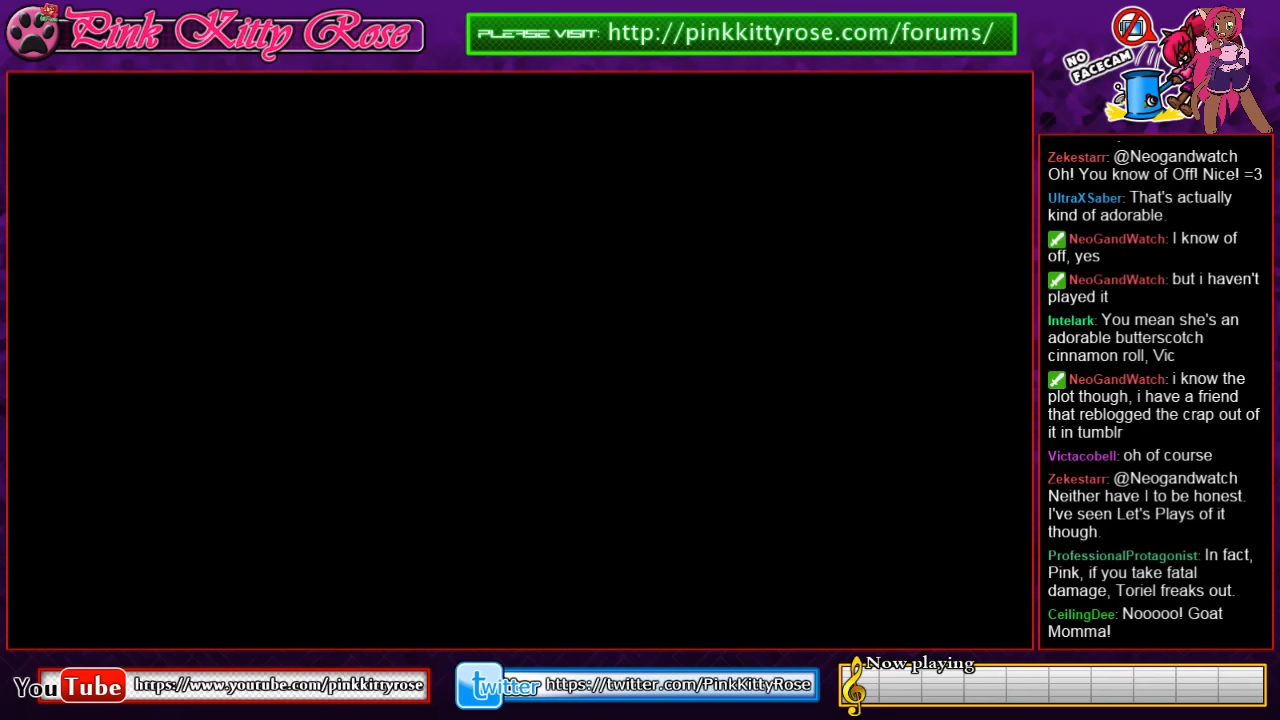 Pink Kitty Rose
PLEASE VISIT: http://pinkkittyrose.com/forums/
NO
FACECAM
Zekestarr: @Neogandwatch
Oh! You know of Off! Nice! =3
UltraXSaber: That's actually
kind of adorable.
NeoGandWatch: I know of
off, yes
NeoGandWatch: but i haven't
played it
Intelark: You mean she's an
adorable butterscotch
cinnamon roll, Vic
NeoGandWatch: i know the
plot though, i have a friend
that reblogged the crap out of
it in tumblr
Victacobell: oh of course
Zekestarr: @Neogandwatch
Neither have I to be honest.
I've seen Let's Plays of it
though.
ProfessionalProtagonist: In fact,
Pink, if you take fatal
damage, Toriel freaks out.
CeilingDee: Nooooo! Goat
Momma!
YouTube https://www.youtube.com/pinkkittyrose
twitter https://twitter.com/PinkKittyRose
Now playing